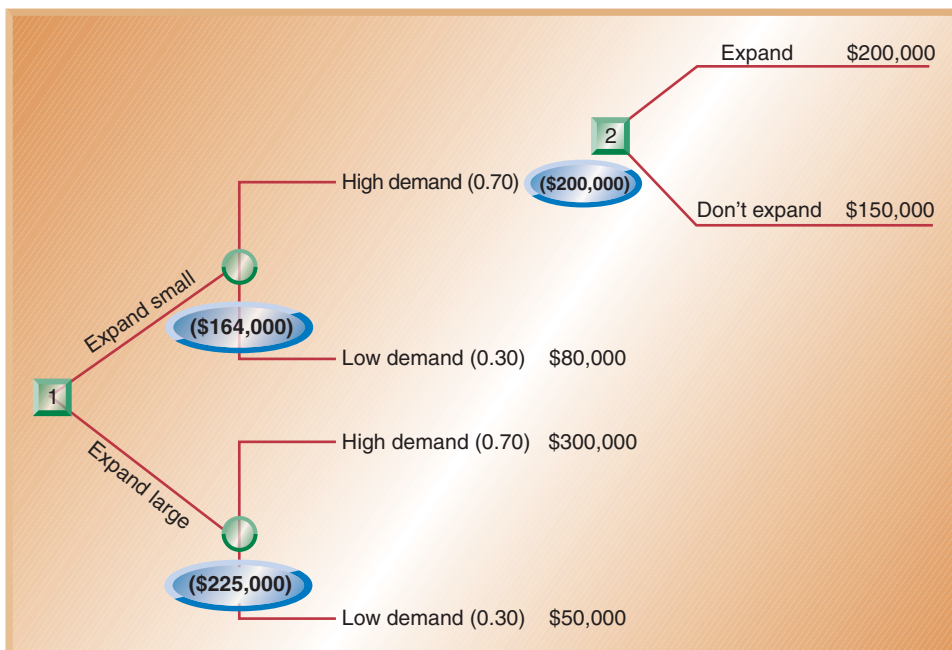 Expand $200,000
2
High demand (0.70) ($200,000)
Don't expand $150,000
Expand small
($164,000)
Low demand (0.30) $80,000
1
High demand (0.70) $300,000
Expand large
($225,000)
Low demand (0.30) $50,000